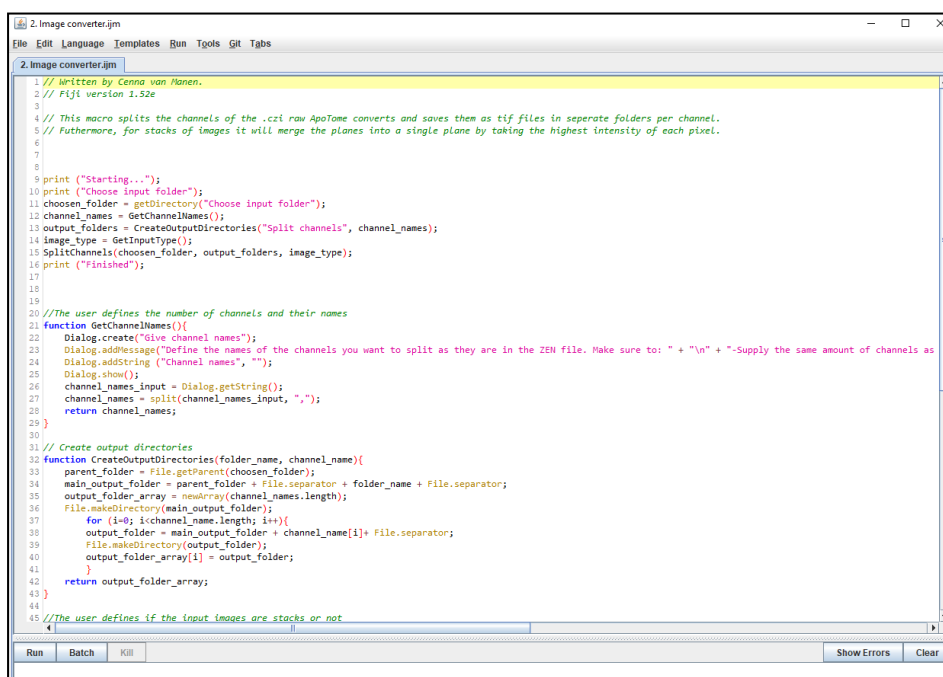 2. Image converter.ijm
File Edit Language Templates Run Tools Git Tabs
2. Image converter.ijm
1 // Written by Cenna van Manen.
2 // Fiji version 1.52e
3
4 // This macro splits the channels of the .czi raw ApoTome converts and saves them as tif files in seperate folders per channel.
5 // Futhermore, for stacks of images it will merge the planes into a single plane by taking the highest intensity of each pixel.
6
7
8
9 print ("Starting...");
10 print ("Choose input folder");
11 choosen_folder = getDirectory("Choose input folder");
12 channel_names = GetChannelNames();
13 output_folders = CreateOutputDirectories("Split channels", channel_names);
14 image_type = GetInputType();
15 SplitChannels(choosen_folder, output_folders, image_type);
16 print ("Finished");
17
18
19
20 //The user defines the number of channels and their names
21 function GetChannelNames(){
22     Dialog.create("Give channel names");
23     Dialog.addMessage("Define the names of the channels you want to split as they are in the ZEN file. Make sure to: " + "\n" + "-Supply the same amount of channels as
24     Dialog.addString ("Channel names", "");
25     Dialog.show();
26     channel_names_input = Dialog.getString();
27     channel_names = split(channel_names_input, ",");
28     return channel_names;
29 }
30
31 // Create output directories
32 function CreateOutputDirectories(folder_name, channel_name){
33     parent_folder = File.getParent(choosen_folder);
34     main_output_folder = parent_folder + File.separator + folder_name + File.separator;
35     output_folder_array = newArray(channel_names.length);
36     File.makeDirectory(main_output_folder);
37         for (i=0; i<channel_name.length; i++){
38         output_folder = main_output_folder + channel_name[i]+ File.separator;
39         File.makeDirectory(output_folder);
40         output_folder_array[i] = output_folder;
41         }
42     return output_folder_array;
43 }
44
45 //The user defines if the input images are stacks or not
Run Batch Kill Show Errors Clear